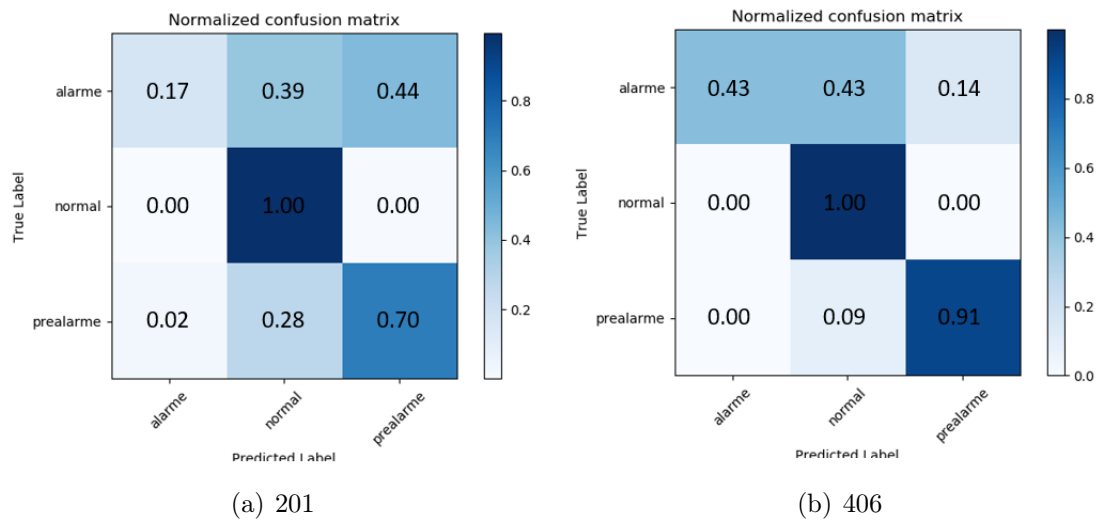 Normalized confusion matrix
True Label
alarme
0.17 0.39 0.44
normal
0.00 1.00 0.00
prealarme
0.02 0.28 0.70
alarme normal prealarme
Predicted Label
0.8
0.6
0.4
0.2
(a) 201
Normalized confusion matrix
True Label
alarme
0.43 0.43 0.14
normal
0.00 1.00 0.00
prealarme
0.00 0.09 0.91
alarme normal prealarme
Predicted Label
0.8
0.6
0.4
0.2
0.0
(b) 406